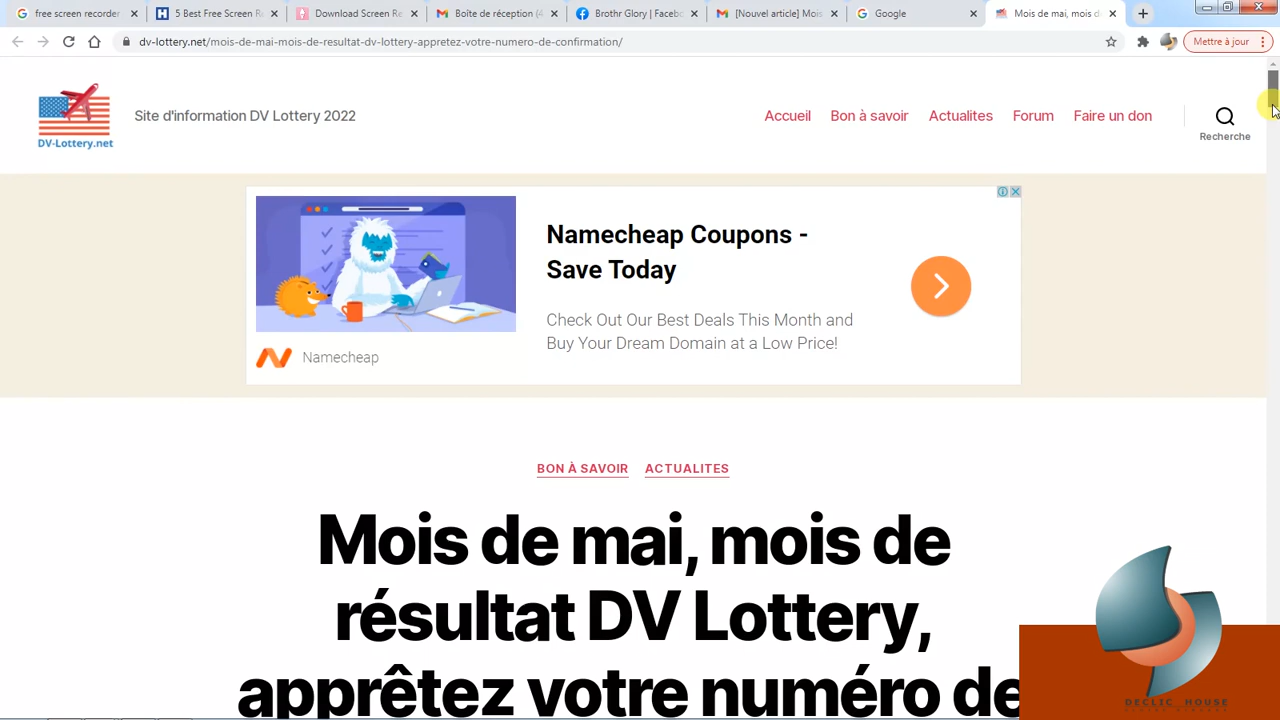 free screen recorder
5 Best Free Screen R
Download Screen Re
Boîte de réception (4
Brothr Glory | Facebo
[Nouvel article] Mois
Google
Mois de mai, mois d
dv-lottery.net/mois-de-mai-mois-de-resultat-dv-lottery-appretez-votre-numero-de-confirmation/
Mettre à jour
DV-Lottery.net
Site d'information DV Lottery 2022
Accueil
Bon à savoir
Actualites
Forum
Faire un don
Recherche
Namecheap Coupons -
Save Today
Check Out Our Best Deals This Month and
Buy Your Dream Domain at a Low Price!
Namecheap
BON À SAVOIR
ACTUALITES
Mois de mai, mois de
résultat DV Lottery,
apprêtez votre numéro de
DECLIC HOUSE